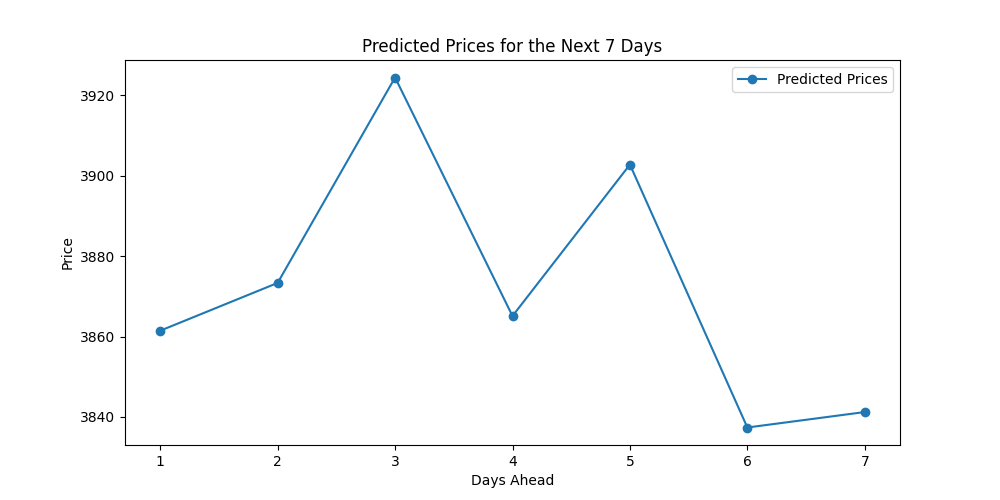 Predicted Prices for the Next 7 Days
Predicted Prices
3920
3900
3880
3860
3840
Price
1 2 3 4 5 6 7
Days Ahead